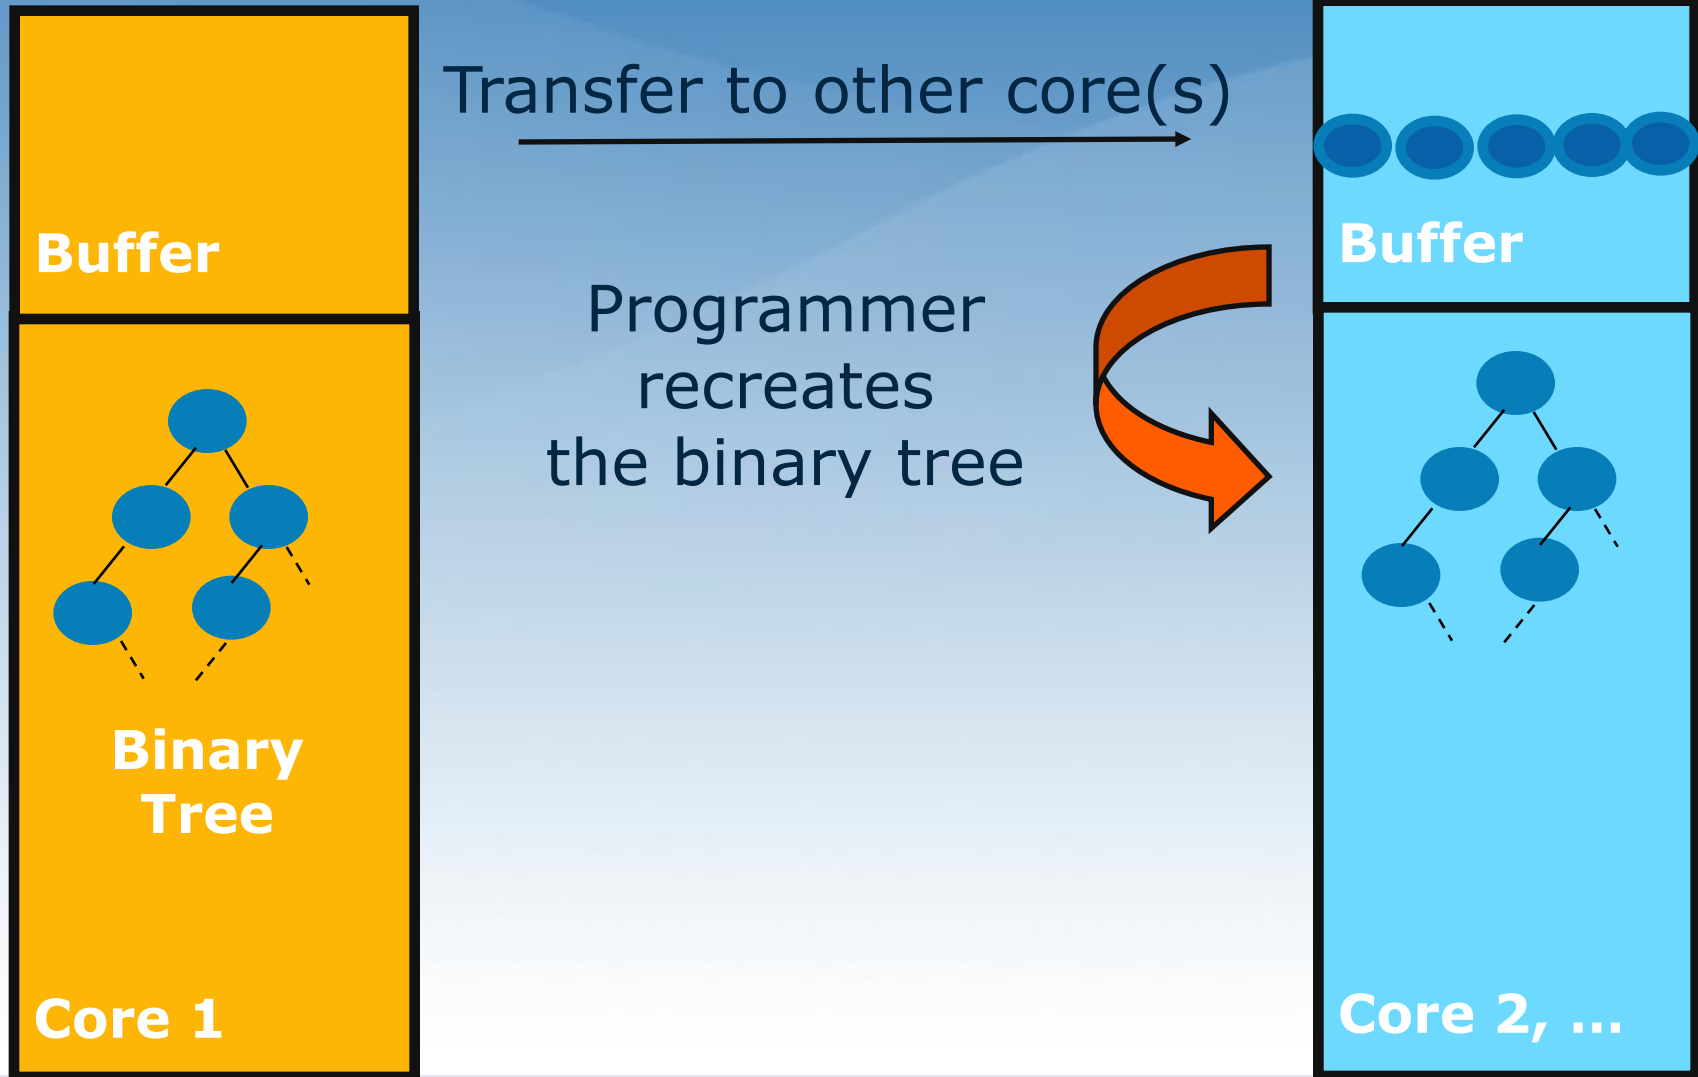 Transfer to other core(s)
Buffer
Buffer
Programmer
recreates
the binary tree
Binary
Tree
Core 1
Core 2, ...